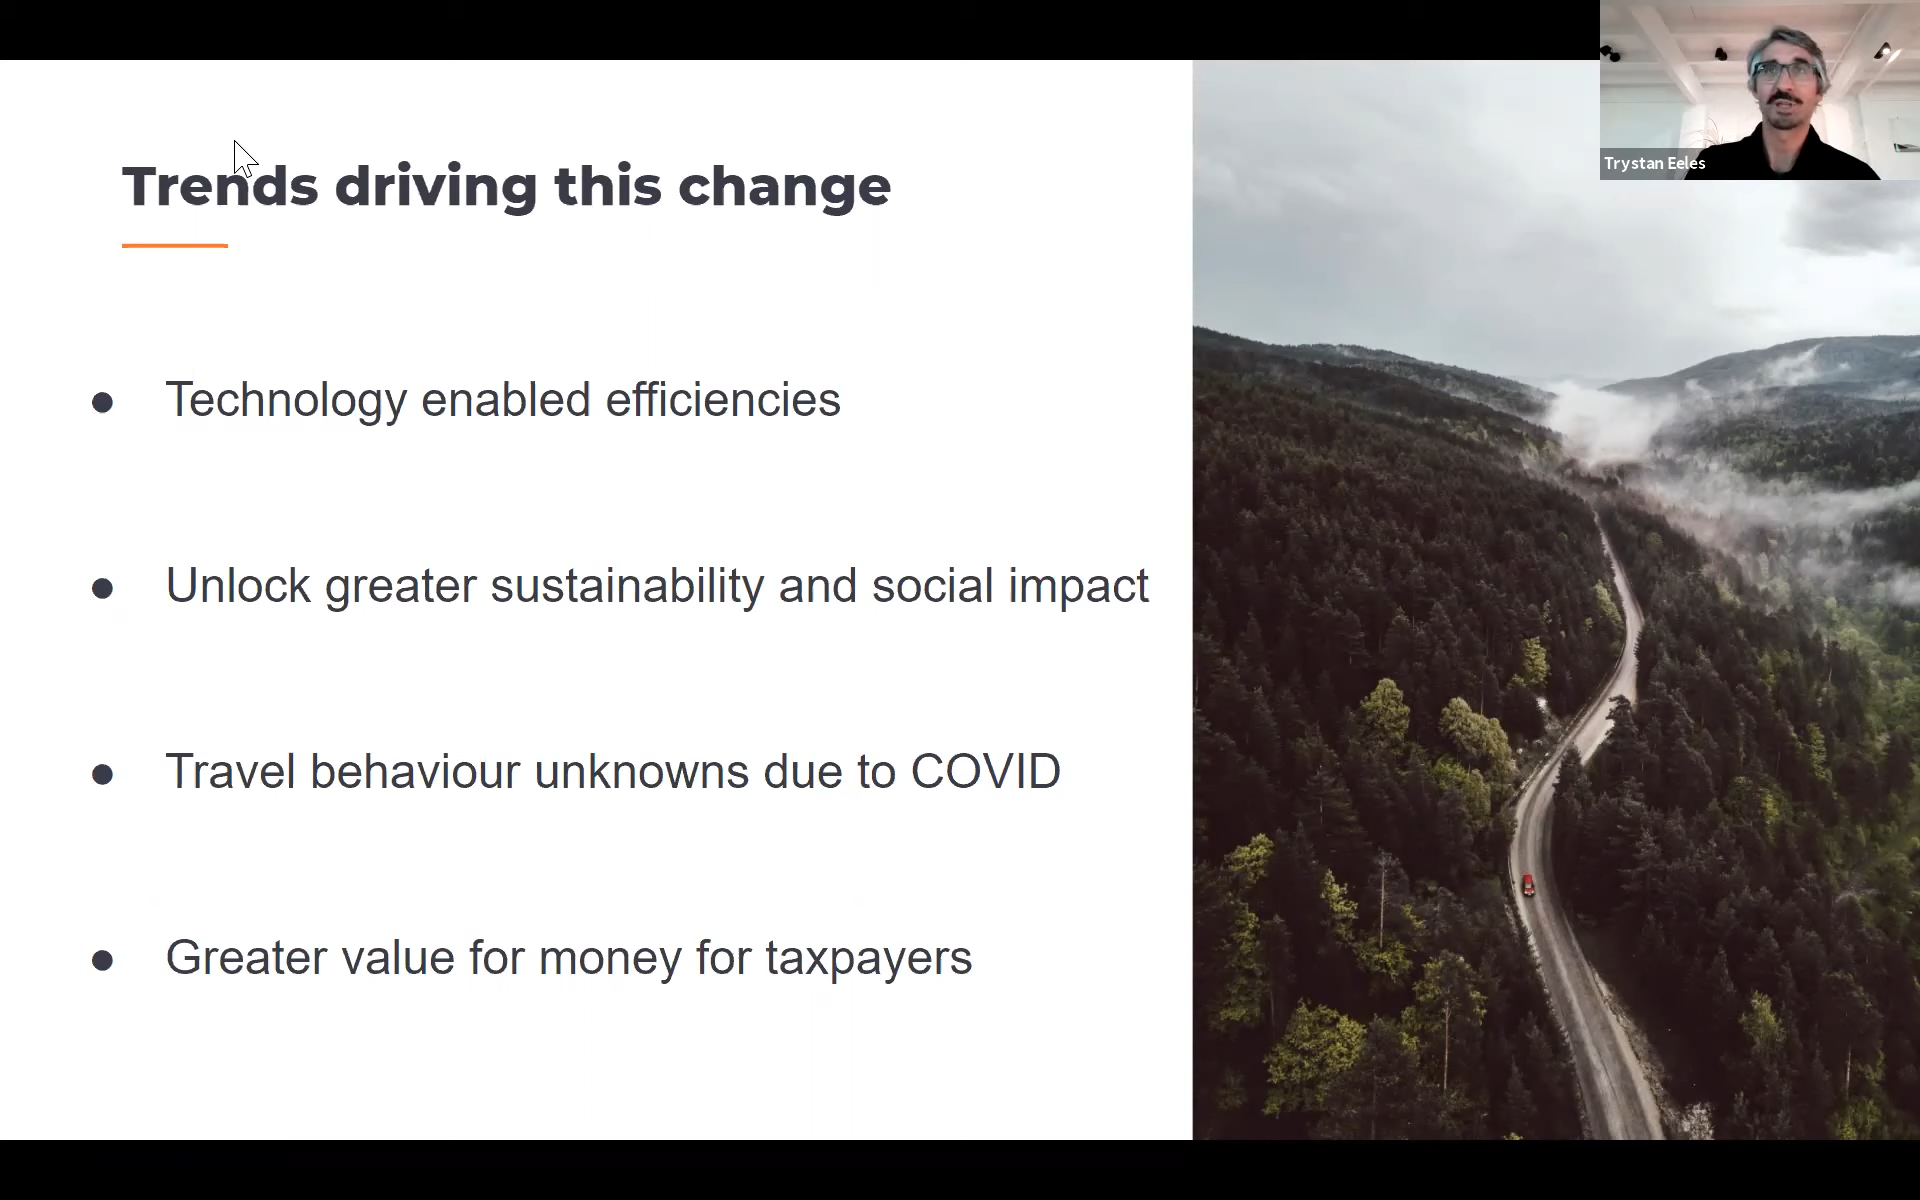 Trystan Eeles
Trends driving this change
Technology enabled efficiencies
Unlock greater sustainability and social impact
Travel behaviour unknowns due to COVID
Greater value for money for taxpayers